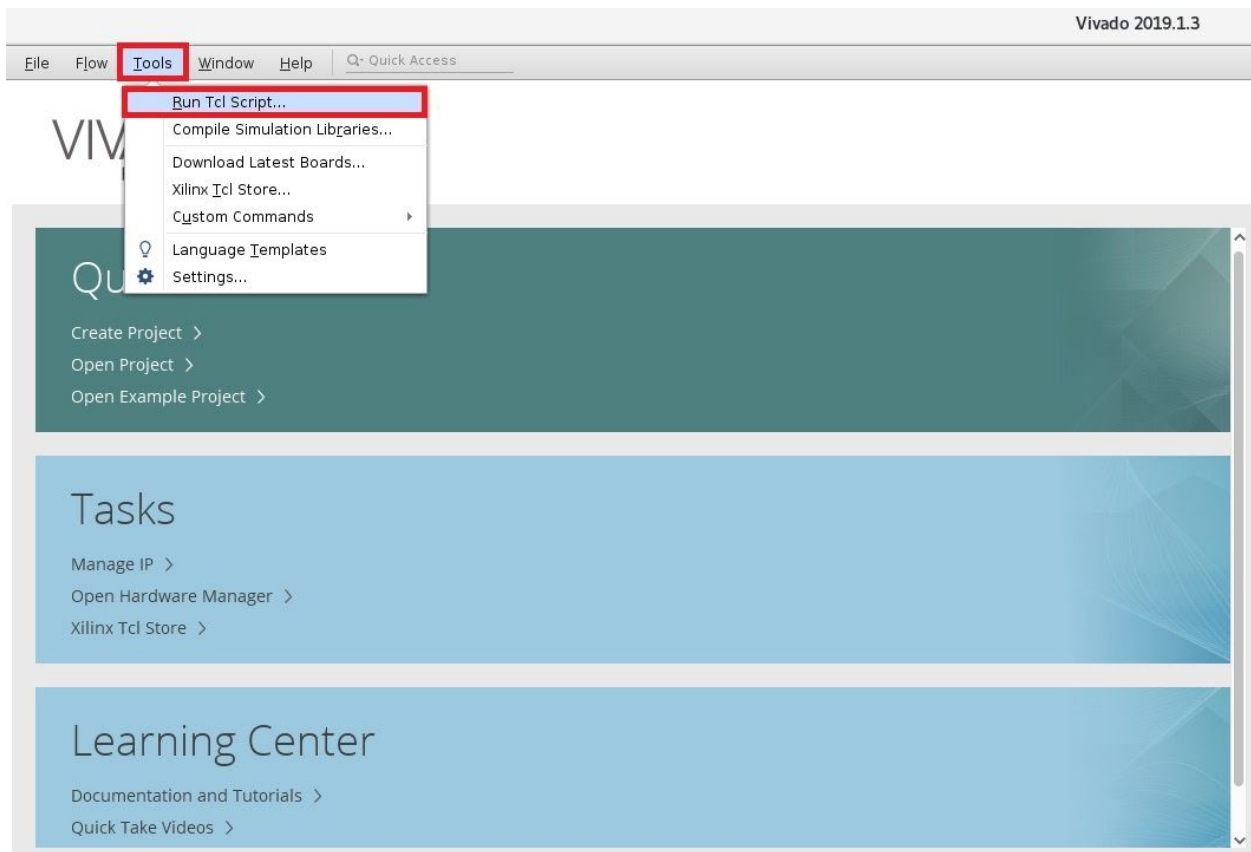 Vivado 2019.1.3
File Flow Tools Window Help Q- Quick Access
Run Tcl Script...
Compile Simulation Libraries...
Download Latest Boards...
Xilinx Tcl Store...
Custom Commands
Language Templates
Settings...
VIV
Qu
Create Project >
Open Project >
Open Example Project >
Tasks
Manage IP >
Open Hardware Manager >
Xilinx Tcl Store >
Learning Center
Documentation and Tutorials >
Quick Take Videos >